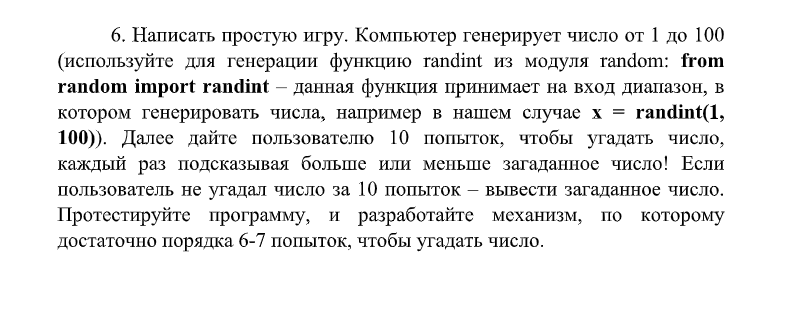 6. Написать простую игру. Компьютер генерирует число от 1 до 100
(используйте для генерации функцию randint из модуля random: from
random import randint – данная функция принимает на вход диапазон, в
котором генерировать числа, например в нашем случае x = randint(1,
100)). Далее дайте пользователю 10 попыток, чтобы угадать число,
каждый раз подсказывая больше или меньше загаданное число! Если
пользователь не угадал число за 10 попыток – вывести загаданное число.
Протестируйте программу, и разработайте механизм, по которому
достаточно порядка 6-7 попыток, чтобы угадать число.